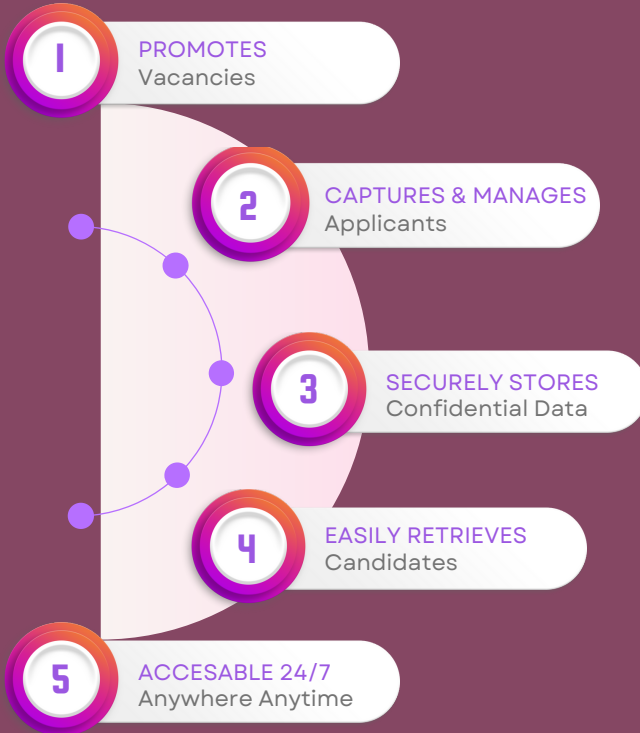 1
PROMOTES
Vacancies
2
CAPTURES & MANAGES
Applicants
3
SECURELY STORES
Confidential Data
4
EASILY RETRIEVES
Candidates
5
ACCESABLE 24/7
Anywhere Anytime